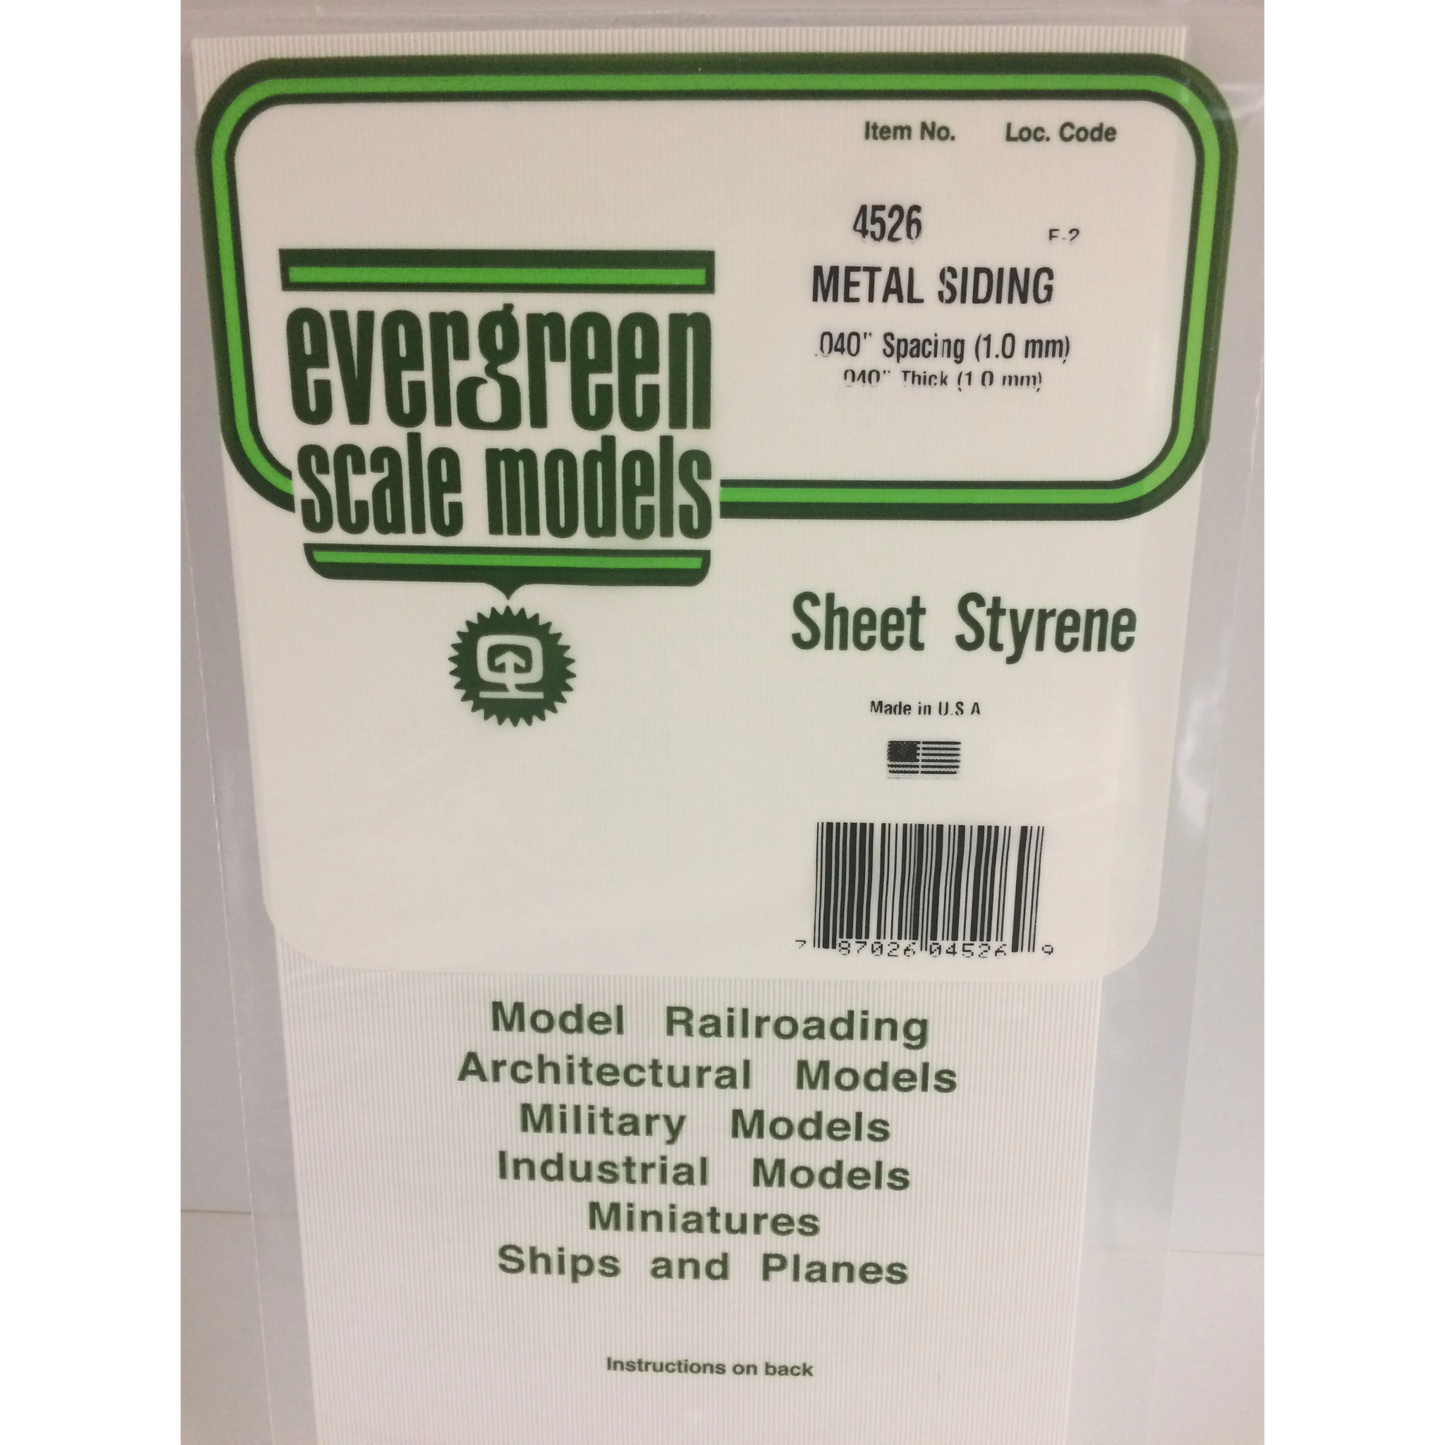 Item No. Loc. Code
4526
METAL SIDING
.040" Spacing (1.0 mm)
.040" Thick (1.0 mm)
evergreen
scale models
Sheet Styrene
Made in U.S.A
7 87026 04526 9
Model Railroading
Architectural Models
Military Models
Industrial Models
Miniatures
Ships and Planes
Instructions on back